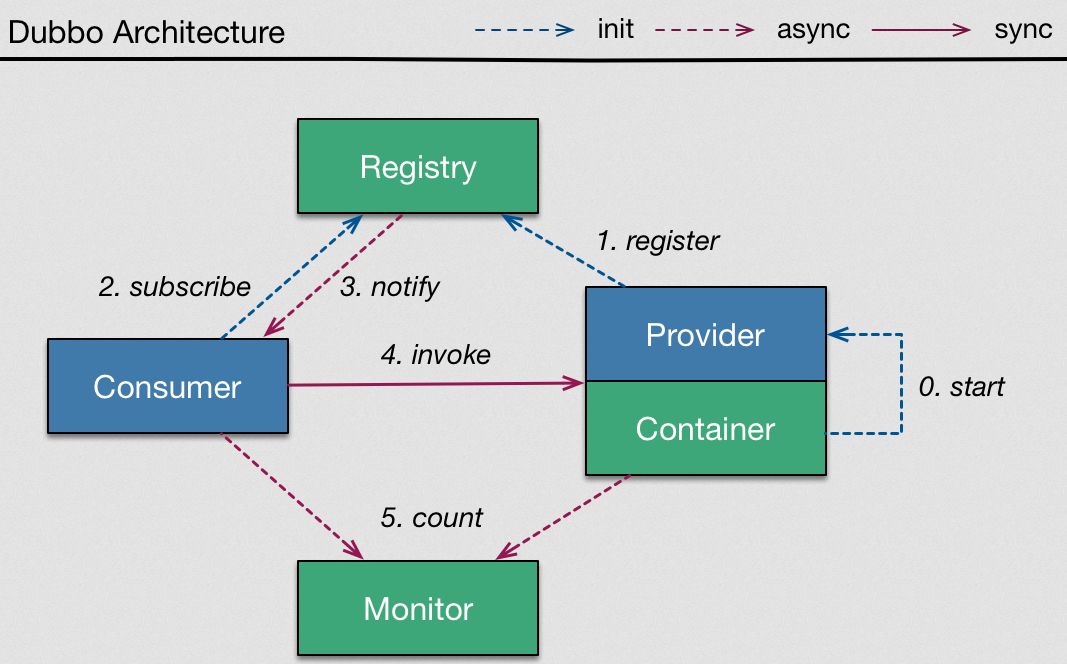 Dubbo Architecture
init
async
sync
Registry
1. register
2. subscribe
3. notify
Provider
4. invoke
Consumer
0. start
Container
5. count
Monitor